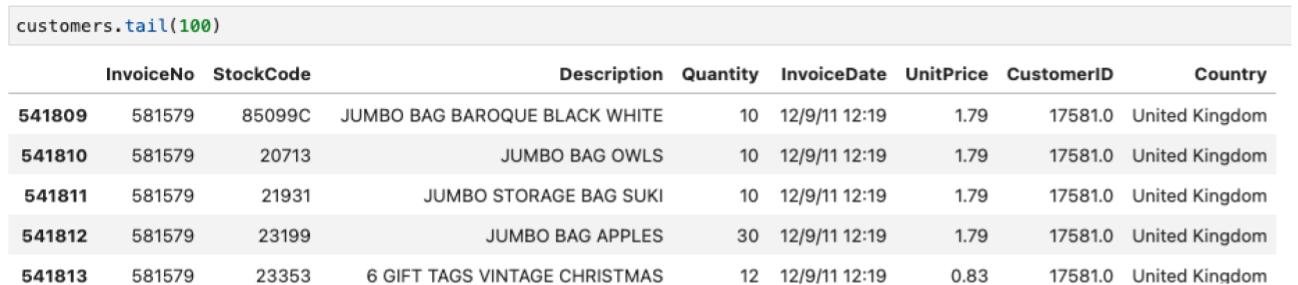 customers.tail(100)
InvoiceNo StockCode Description Quantity InvoiceDate UnitPrice CustomerID Country
541809 581579 85099C JUMBO BAG BAROQUE BLACK WHITE 10 12/9/11 12:19 1.79 17581.0 United Kingdom
541810 581579 20713 JUMBO BAG OWLS 10 12/9/11 12:19 1.79 17581.0 United Kingdom
541811 581579 21931 JUMBO STORAGE BAG SUKI 10 12/9/11 12:19 1.79 17581.0 United Kingdom
541812 581579 23199 JUMBO BAG APPLES 30 12/9/11 12:19 1.79 17581.0 United Kingdom
541813 581579 23353 6 GIFT TAGS VINTAGE CHRISTMAS 12 12/9/11 12:19 0.83 17581.0 United Kingdom